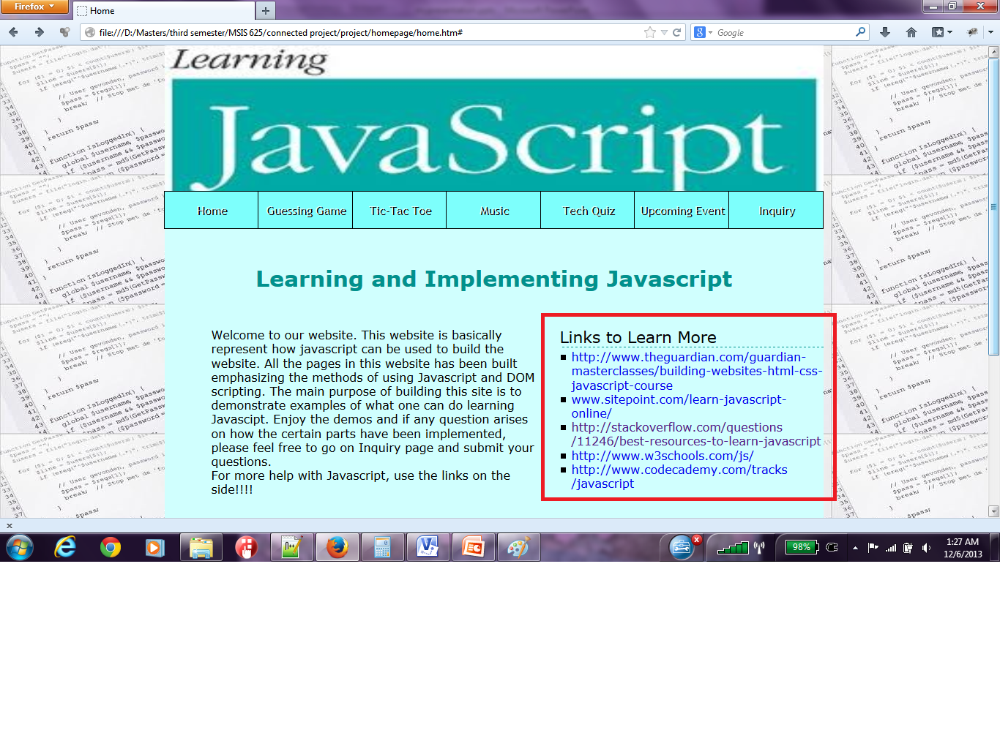 Firefox
Home
file:///D:/Masters/third semester/MSIS 625/connected project/project/homepage/home.htm#
Google
Learning
JavaScript
Home
Guessing Game
Tic-Tac Toe
Music
Tech Quiz
Upcoming Event
Inquiry
Learning and Implementing Javascript
Welcome to our website. This website is basically
represent how javascript can be used to build the
website. All the pages in this website has been built
emphasizing the methods of using Javascript and DOM
scripting. The main purpose of building this site is to
demonstrate examples of what one can do learning
Javascipt. Enjoy the demos and if any question arises
on how the certain parts have been implemented,
please feel free to go on Inquiry page and submit your
questions.
For more help with Javascript, use the links on the
side!!!!
Links to Learn More
http://www.theguardian.com/guardian-
masterclasses/building-websites-html-css-
javascript-course
www.sitepoint.com/learn-javascript-
online/
http://stackoverflow.com/questions
/11246/best-resources-to-learn-javascript
http://www.w3schools.com/js/
http://www.codecademy.com/tracks
/javascript
98%
1:27 AM
12/6/2013